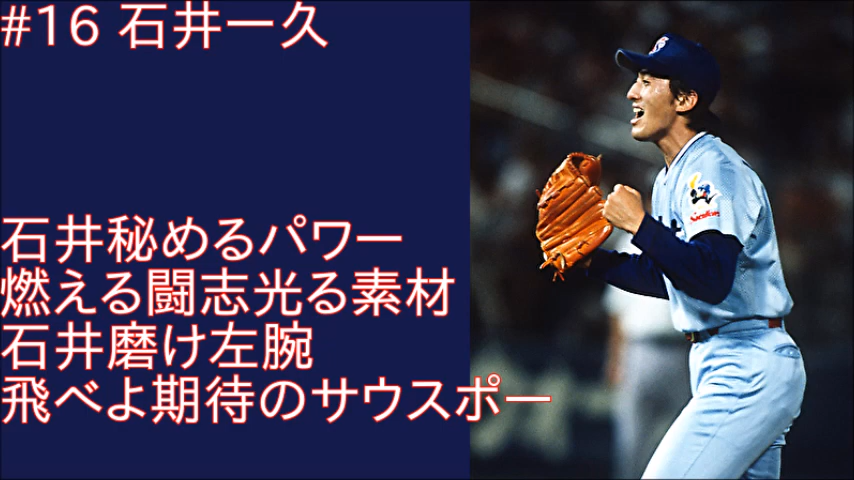 #16 石井一久
石井秘めるパワー
燃える闘志光る素材
石井磨け左腕
飛べよ期待のサウスポー